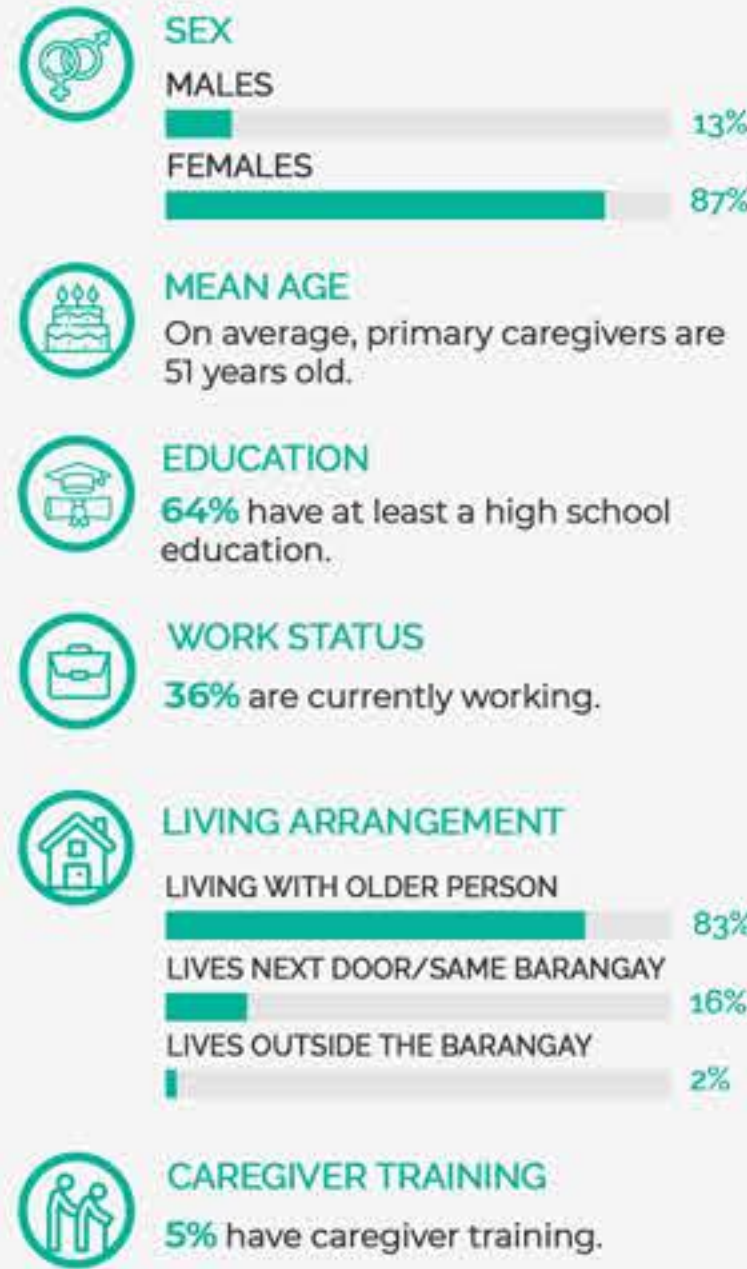 SEX
MALES
13%
FEMALES
87%
MEAN AGE
On average, primary caregivers are
51 years old.
EDUCATION
64% have at least a high school
education.
WORK STATUS
36% are currently working.
LIVING ARRANGEMENT
LIVING WITH OLDER PERSON
83%
LIVES NEXT DOOR/SAME BARANGAY
16%
LIVES OUTSIDE THE BARANGAY
2%
CAREGIVER TRAINING
5% have caregiver training.